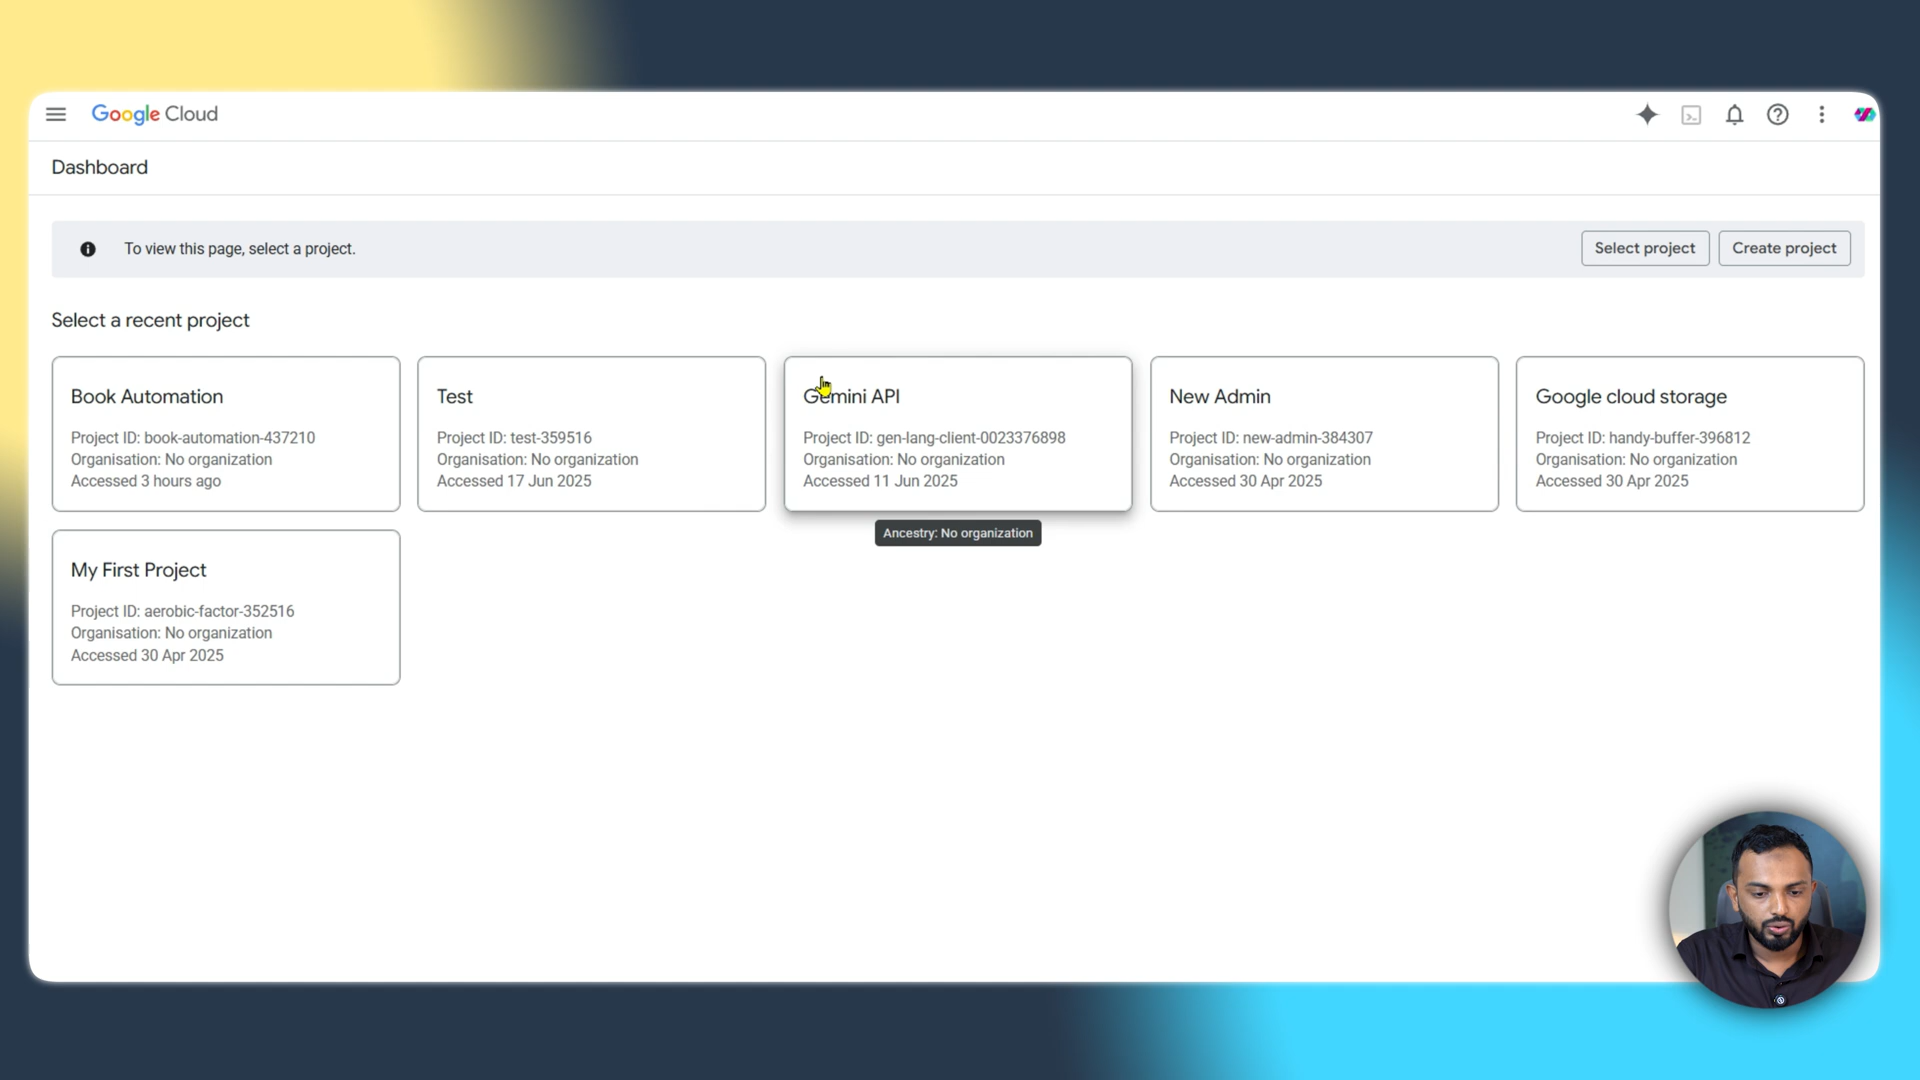 Google Cloud
Dashboard
To view this page, select a project.
Select project
Create project
Select a recent project
Book Automation
Project ID: book-automation-437210
Organisation: No organization
Accessed 3 hours ago
Test
Project ID: test-359516
Organisation: No organization
Accessed 17 Jun 2025
Gemini API
Project ID: gen-lang-client-0023376898
Organisation: No organization
Accessed 11 Jun 2025
New Admin
Project ID: new-admin-384307
Organisation: No organization
Accessed 30 Apr 2025
Google cloud storage
Project ID: handy-buffer-396812
Organisation: No organization
Accessed 30 Apr 2025
Ancestry: No organization
My First Project
Project ID: aerobic-factor-352516
Organisation: No organization
Accessed 30 Apr 2025